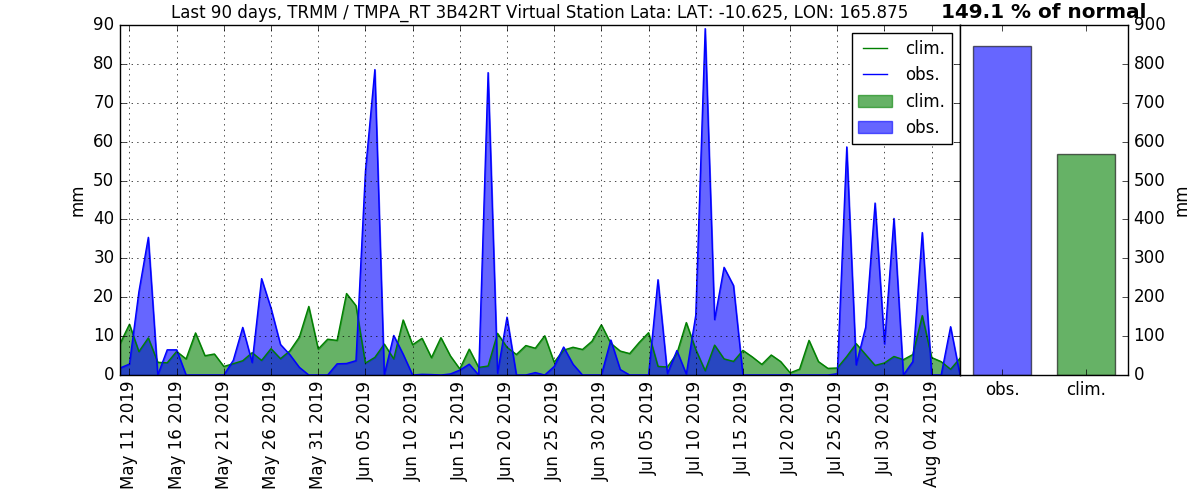 Last 90 days, TRMM / TMPA_RT 3B42RT Virtual Station Lata: LAT: -10.625, LON: 165.875
149.1 % of normal
90
80
70
60
50
40
30
20
10
0
mm
clim.
obs.
clim.
obs.
May 11 2019
May 16 2019
May 21 2019
May 26 2019
May 31 2019
Jun 05 2019
Jun 10 2019
Jun 15 2019
Jun 20 2019
Jun 25 2019
Jun 30 2019
Jul 05 2019
Jul 10 2019
Jul 15 2019
Jul 20 2019
Jul 25 2019
Jul 30 2019
Aug 04 2019
900
800
700
600
500
400
300
200
100
0
mm
obs.
clim.